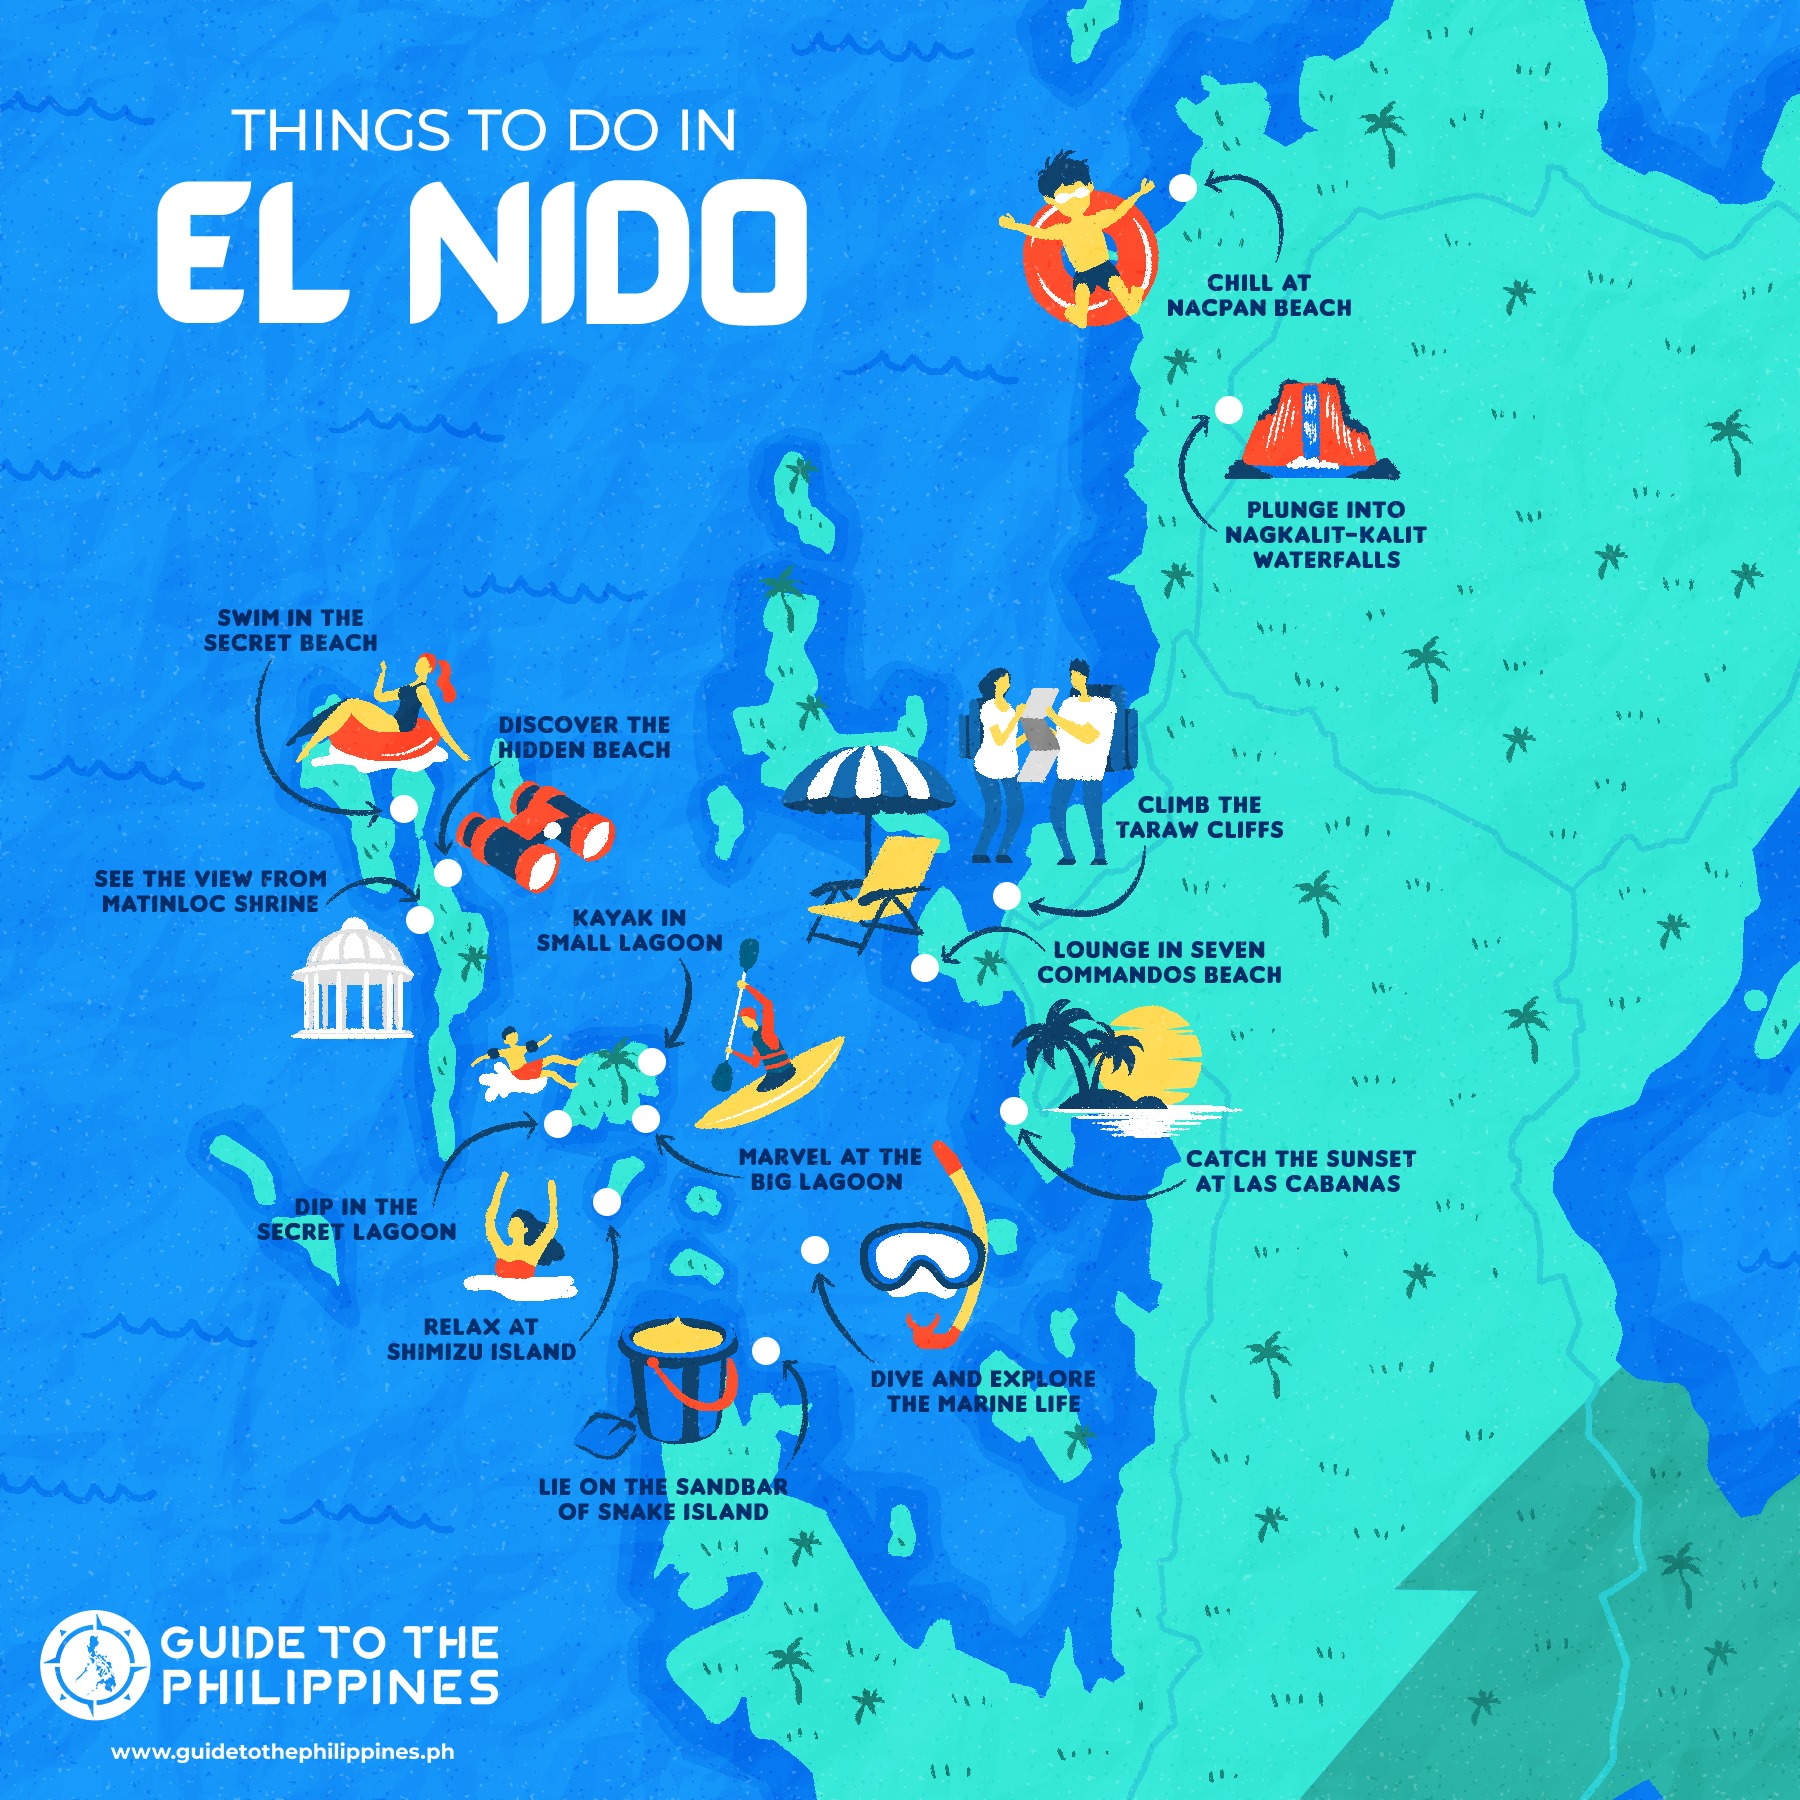 THINGS TO DO IN
EL NIDO
CHILL AT
NACPAN BEACH
PLUNGE INTO
NAGKALIT-KALIT
WATERFALLS
SWIM IN THE
SECRET BEACH
DISCOVER THE
HIDDEN BEACH
CLIMB THE
TARAW CLIFFS
SEE THE VIEW FROM
MATINLOC SHRINE
KAYAK IN
SMALL LAGOON
LOUNGE IN SEVEN
COMMANDOS BEACH
MARVEL AT THE
BIG LAGOON
CATCH THE SUNSET
AT LAS CABANAS
DIP IN THE
SECRET LAGOON
RELAX AT
SHIMIZU ISLAND
DIVE AND EXPLORE
THE MARINE LIFE
LIE ON THE SANDBAR
OF SNAKE ISLAND
GUIDE TO THE
PHILIPPINES
www.guidetothephilippines.ph